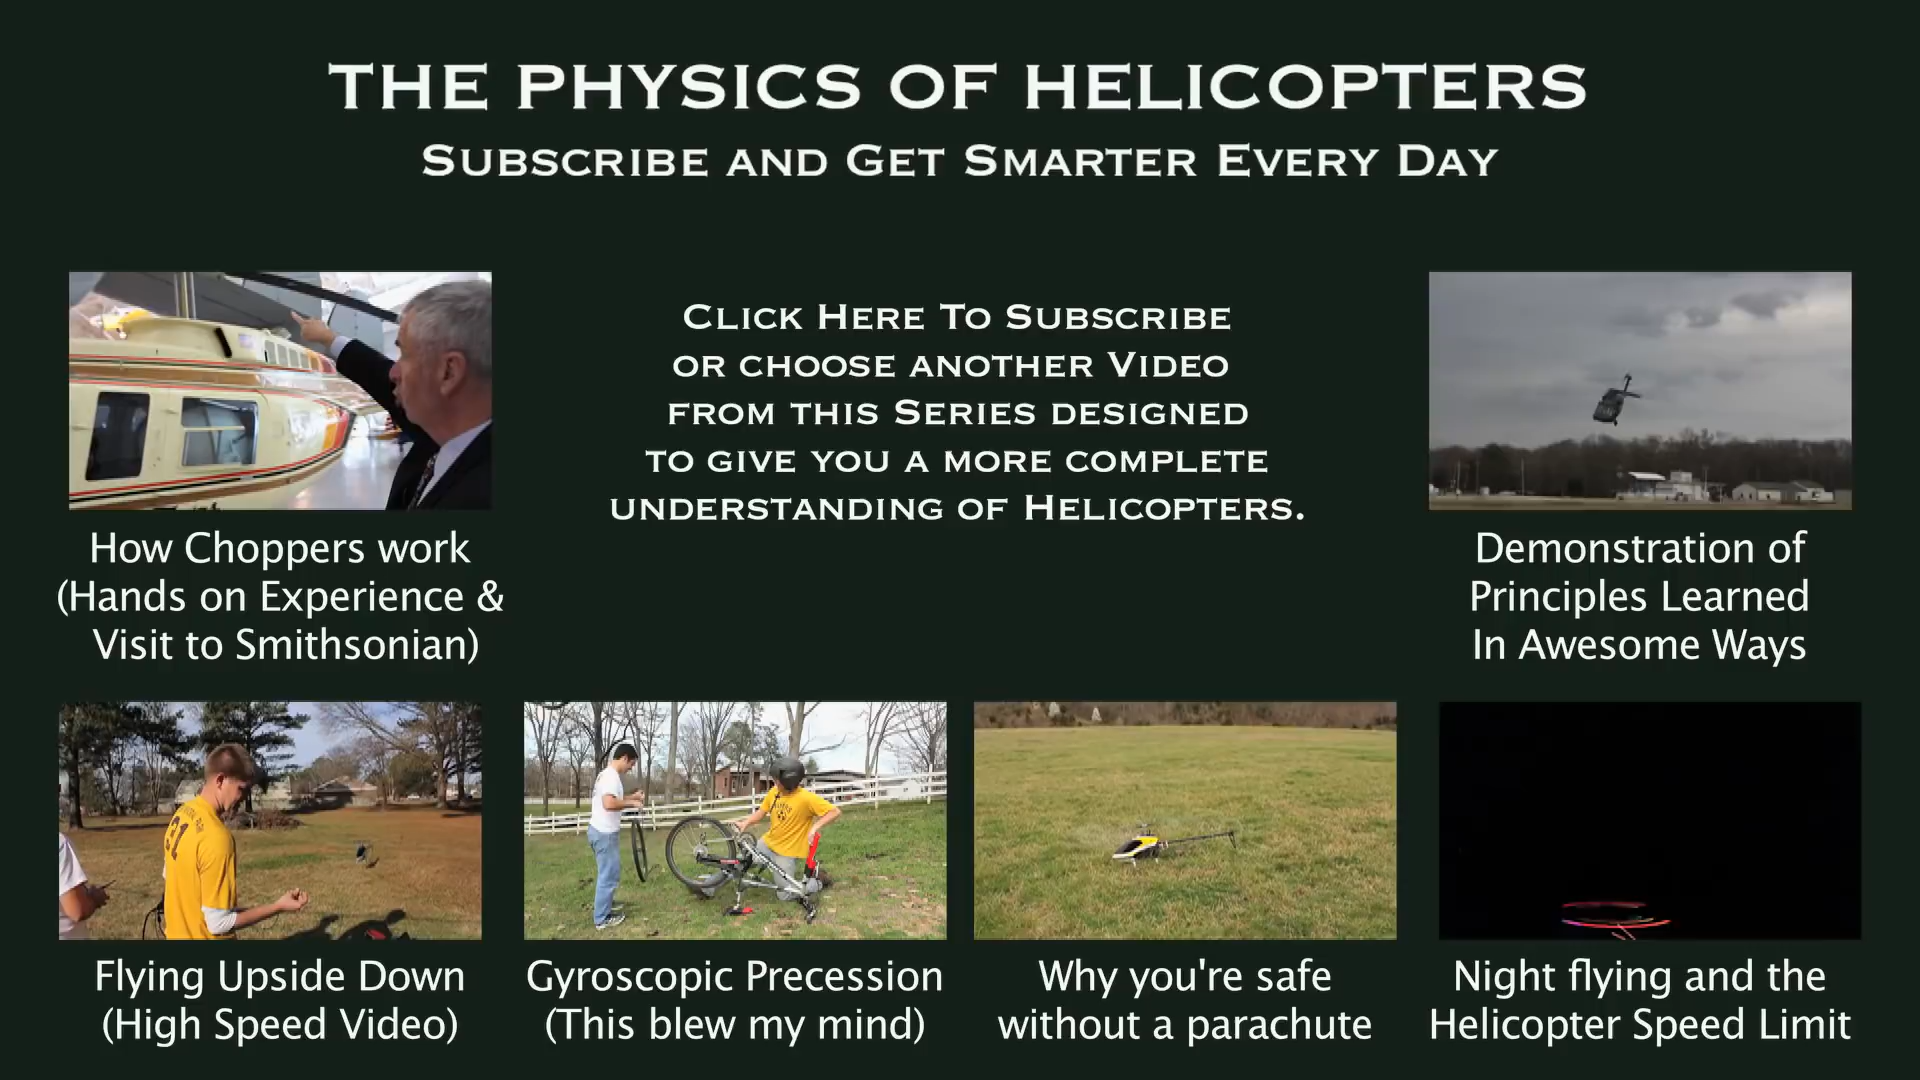 THE PHYSICS OF HELICOPTERS
SUBSCRIBE AND GET SMARTER EVERY DAY
CLICK HERE TO SUBSCRIBE
OR CHOOSE ANOTHER VIDEO
FROM THIS SERIES DESIGNED
TO GIVE YOU A MORE COMPLETE
UNDERSTANDING OF HELICOPTERS.
How Choppers work
(Hands on Experience &
Visit to Smithsonian)
Demonstration of
Principles Learned
In Awesome Ways
Flying Upside Down
(High Speed Video)
Gyroscopic Precession
(This blew my mind)
Why you're safe
without a parachute
Night flying and the
Helicopter Speed Limit